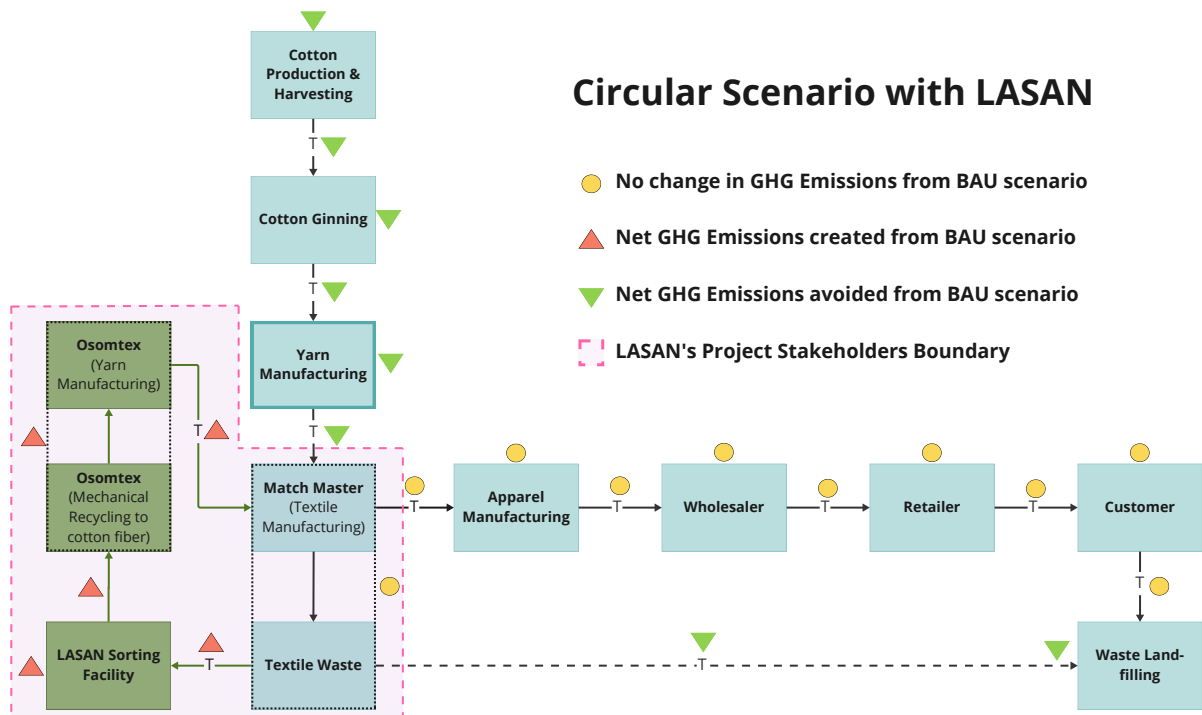 Circular Scenario with LASAN
No change in GHG Emissions from BAU scenario
Net GHG Emissions created from BAU scenario
Net GHG Emissions avoided from BAU scenario
LASAN's Project Stakeholders Boundary
Cotton
Production &
Harvesting
T
Cotton Ginning
T
Yarn
Manufacturing
T
Osomtex
(Yarn
Manufacturing)
T
Osomtex
(Mechanical
Recycling to
cotton fiber)
Match Master
(Textile
Manufacturing)
T
Apparel
Manufacturing
T
Wholesaler
T
Retailer
T
Customer
T
LASAN Sorting
Facility
T
Textile Waste
T
Waste Land-
filling